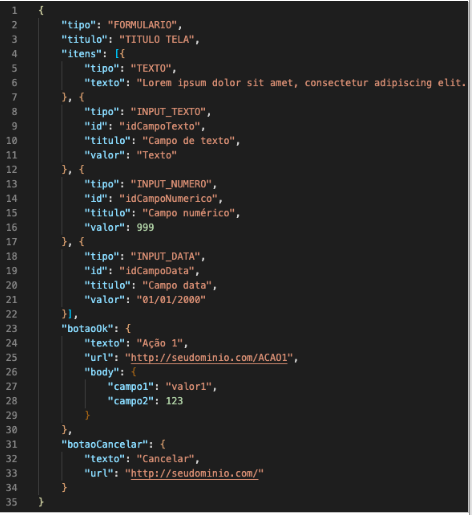 1 {
2 "tipo": "FORMULARIO",
3 "titulo": "TITULO TELA",
4 "itens": [{
5 "tipo": "TEXTO",
6 "texto": "Lorem ipsum dolor sit amet, consectetur adipiscing elit.
7 }, {
8 "tipo": "INPUT_TEXTO",
9 "id": "idCampoTexto",
10 "titulo": "Campo de texto",
11 "valor": "Texto"
12 }, {
13 "tipo": "INPUT_NUMERO",
14 "id": "idCampoNumerico",
15 "titulo": "Campo numérico",
16 "valor": 999
17 }, {
18 "tipo": "INPUT_DATA",
19 "id": "idCampoData",
20 "titulo": "Campo data",
21 "valor": "01/01/2000"
22 }],
23 "botaoOk": {
24 "texto": "Ação 1",
25 "url": "http://seudominio.com/ACAO1",
26 "body": {
27 "campo1": "valor1",
28 "campo2": 123
29 }
30 },
31 "botaoCancelar": {
32 "texto": "Cancelar",
33 "url": "http://seudominio.com/"
34 }
35 }